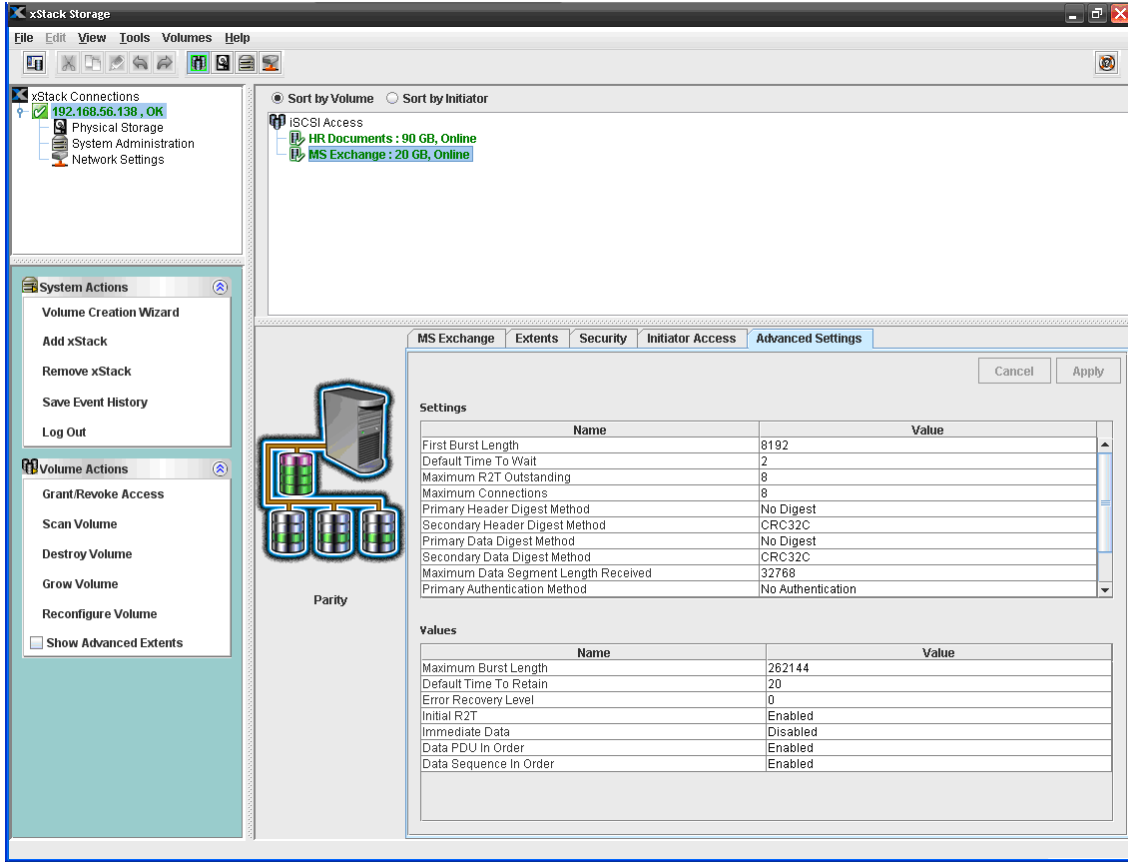 xStack Storage
File Edit View Tools Volumes Help
xStack Connections
192.168.56.138 , OK
Physical Storage
System Administration
Network Settings
Sort by Volume Sort by Initiator
iSCSI Access
HR Documents : 90 GB, Online
MS Exchange : 20 GB, Online
System Actions
Volume Creation Wizard
Add xStack
Remove xStack
Save Event History
Log Out
Volume Actions
Grant/Revoke Access
Scan Volume
Destroy Volume
Grow Volume
Reconfigure Volume
Show Advanced Extents
Parity
MS Exchange Extents Security Initiator Access Advanced Settings
Cancel Apply
Settings
Name Value
First Burst Length 8192
Default Time To Wait 2
Maximum R2T Outstanding 8
Maximum Connections 8
Primary Header Digest Method No Digest
Secondary Header Digest Method CRC32C
Primary Data Digest Method No Digest
Secondary Data Digest Method CRC32C
Maximum Data Segment Length Received 32768
Primary Authentication Method No Authentication
Values
Name Value
Maximum Burst Length 262144
Default Time To Retain 20
Error Recovery Level 0
Initial R2T Enabled
Immediate Data Disabled
Data PDU In Order Enabled
Data Sequence In Order Enabled